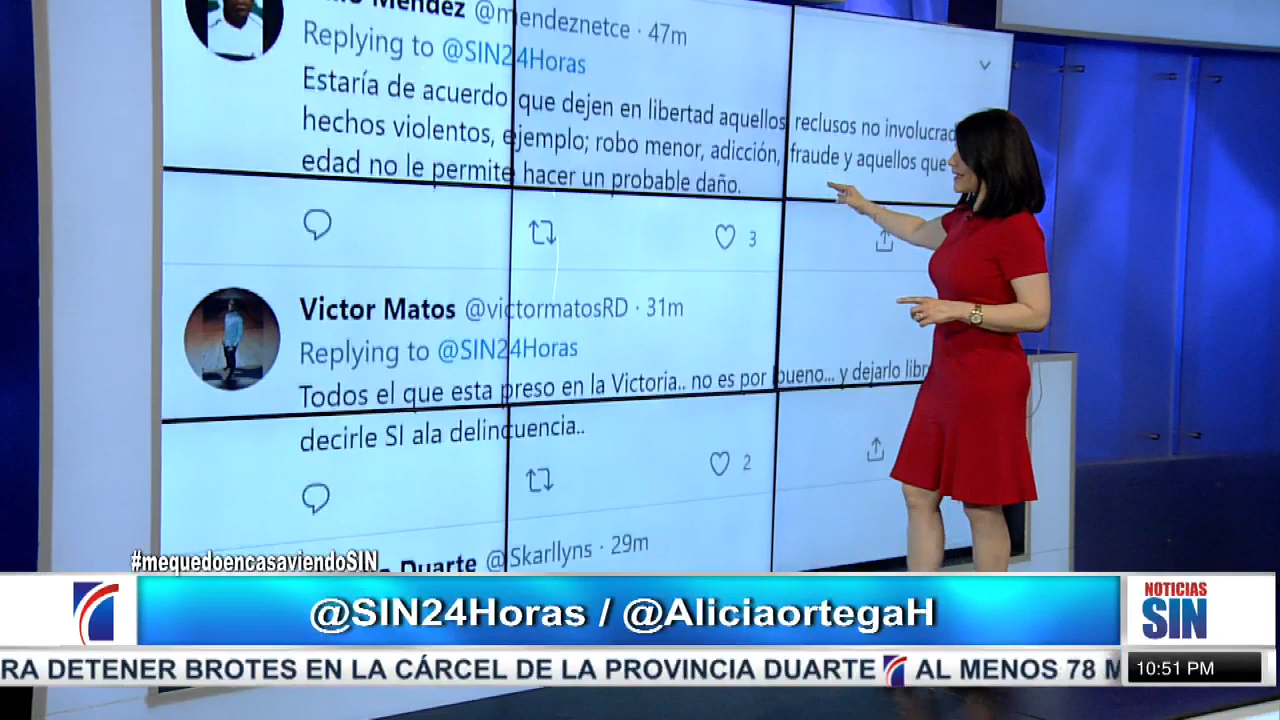 Méndez @mendeznetce · 47m
Replying to @SIN24Horas
Estaría de acuerdo que dejen en libertad aquellos reclusos no involucrad
hechos violentos, ejemplo; robo menor, adicción, fraude y aquellos que
edad no le permite hacer un probable daño.
3
Victor Matos @victormatosRD · 31m
Replying to @SIN24Horas
Todos el que esta preso en la Victoria.. no es por bueno... y dejarlo libr
decirle SI ala delincuencia..
2
Duarte @Skarllyns · 29m
#mequedoencasaviendoSIN
@SIN24Horas / @AliciaortegaH
NOTICIAS
SIN
RA DETENER BROTES EN LA CÁRCEL DE LA PROVINCIA DUARTE AL MENOS 78 M
10:51 PM